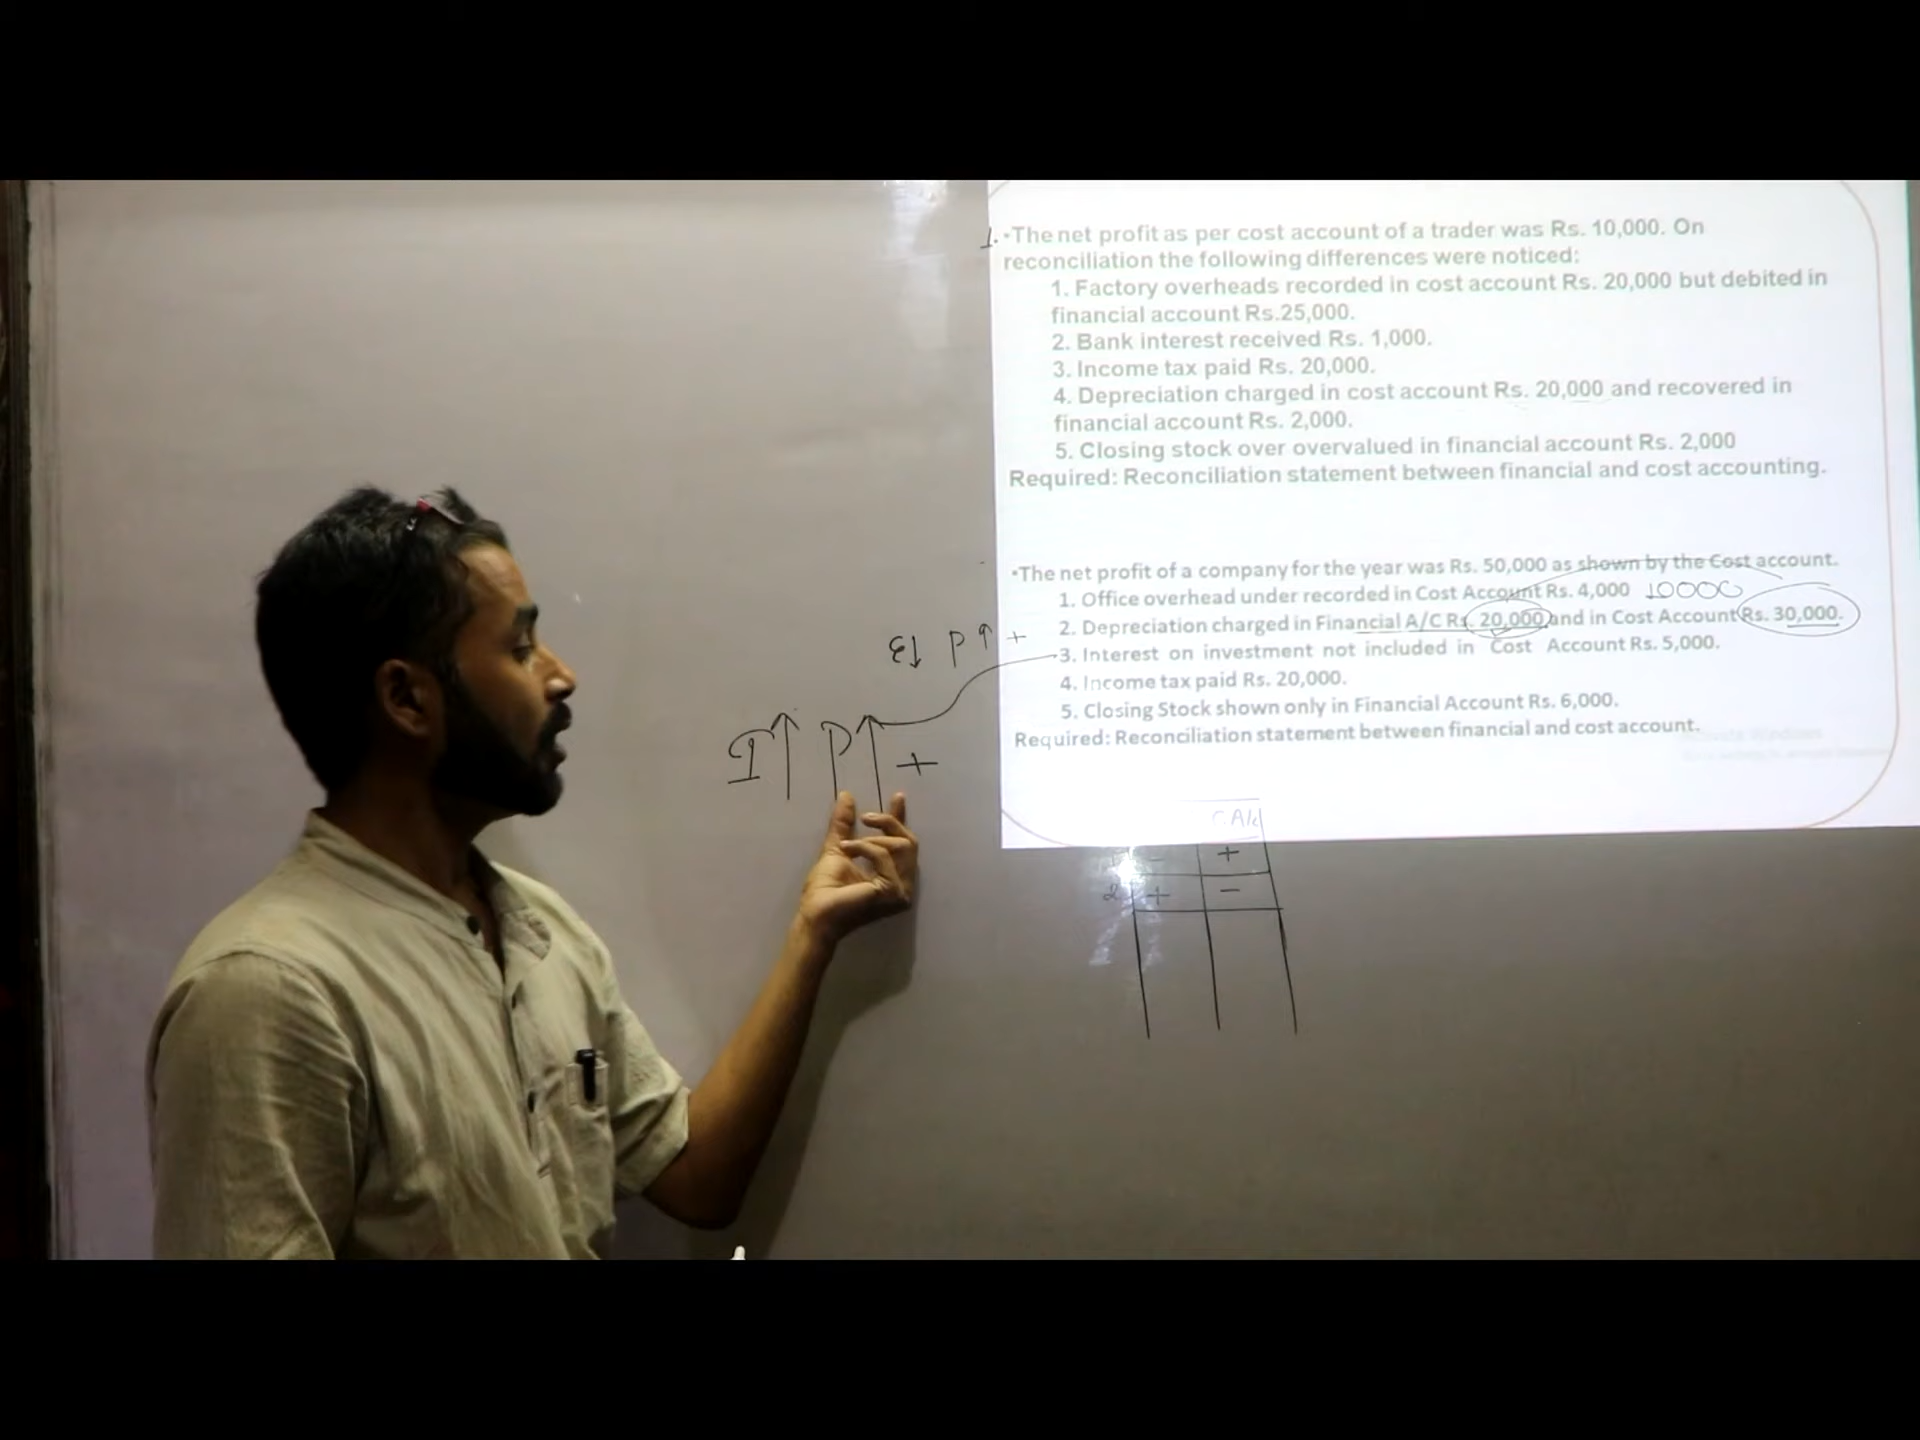 1. •The net profit as per cost account of a trader was Rs. 10,000. On
reconciliation the following differences were noticed:
1. Factory overheads recorded in cost account Rs. 20,000 but debited in
financial account Rs.25,000.
2. Bank interest received Rs. 1,000.
3. Income tax paid Rs. 20,000.
4. Depreciation charged in cost account Rs. 20,000 and recovered in
financial account Rs. 2,000.
5. Closing stock over overvalued in financial account Rs. 2,000
Required: Reconciliation statement between financial and cost accounting.
•The net profit of a company for the year was Rs. 50,000 as shown by the Cost account.
1. Office overhead under recorded in Cost Account Rs. 4,000 10000
2. Depreciation charged in Financial A/C Rs. 20,000 and in Cost Account Rs. 30,000.
3. Interest on investment not included in Cost Account Rs. 5,000.
4. Income tax paid Rs. 20,000.
5. Closing Stock shown only in Financial Account Rs. 6,000.
Required: Reconciliation statement between financial and cost account.
E↓ P↑ +
I↑ P↑ +
C. A/c
- +
2 + -